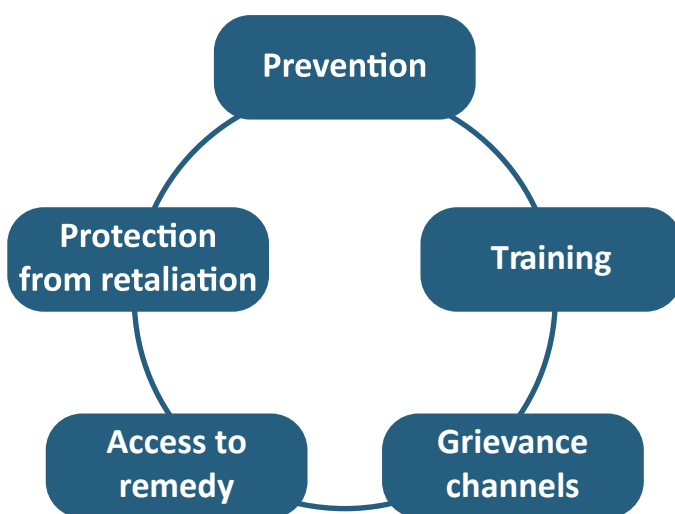 Prevention
Training
Grievance
channels
Access to
remedy
Protection
from retaliation